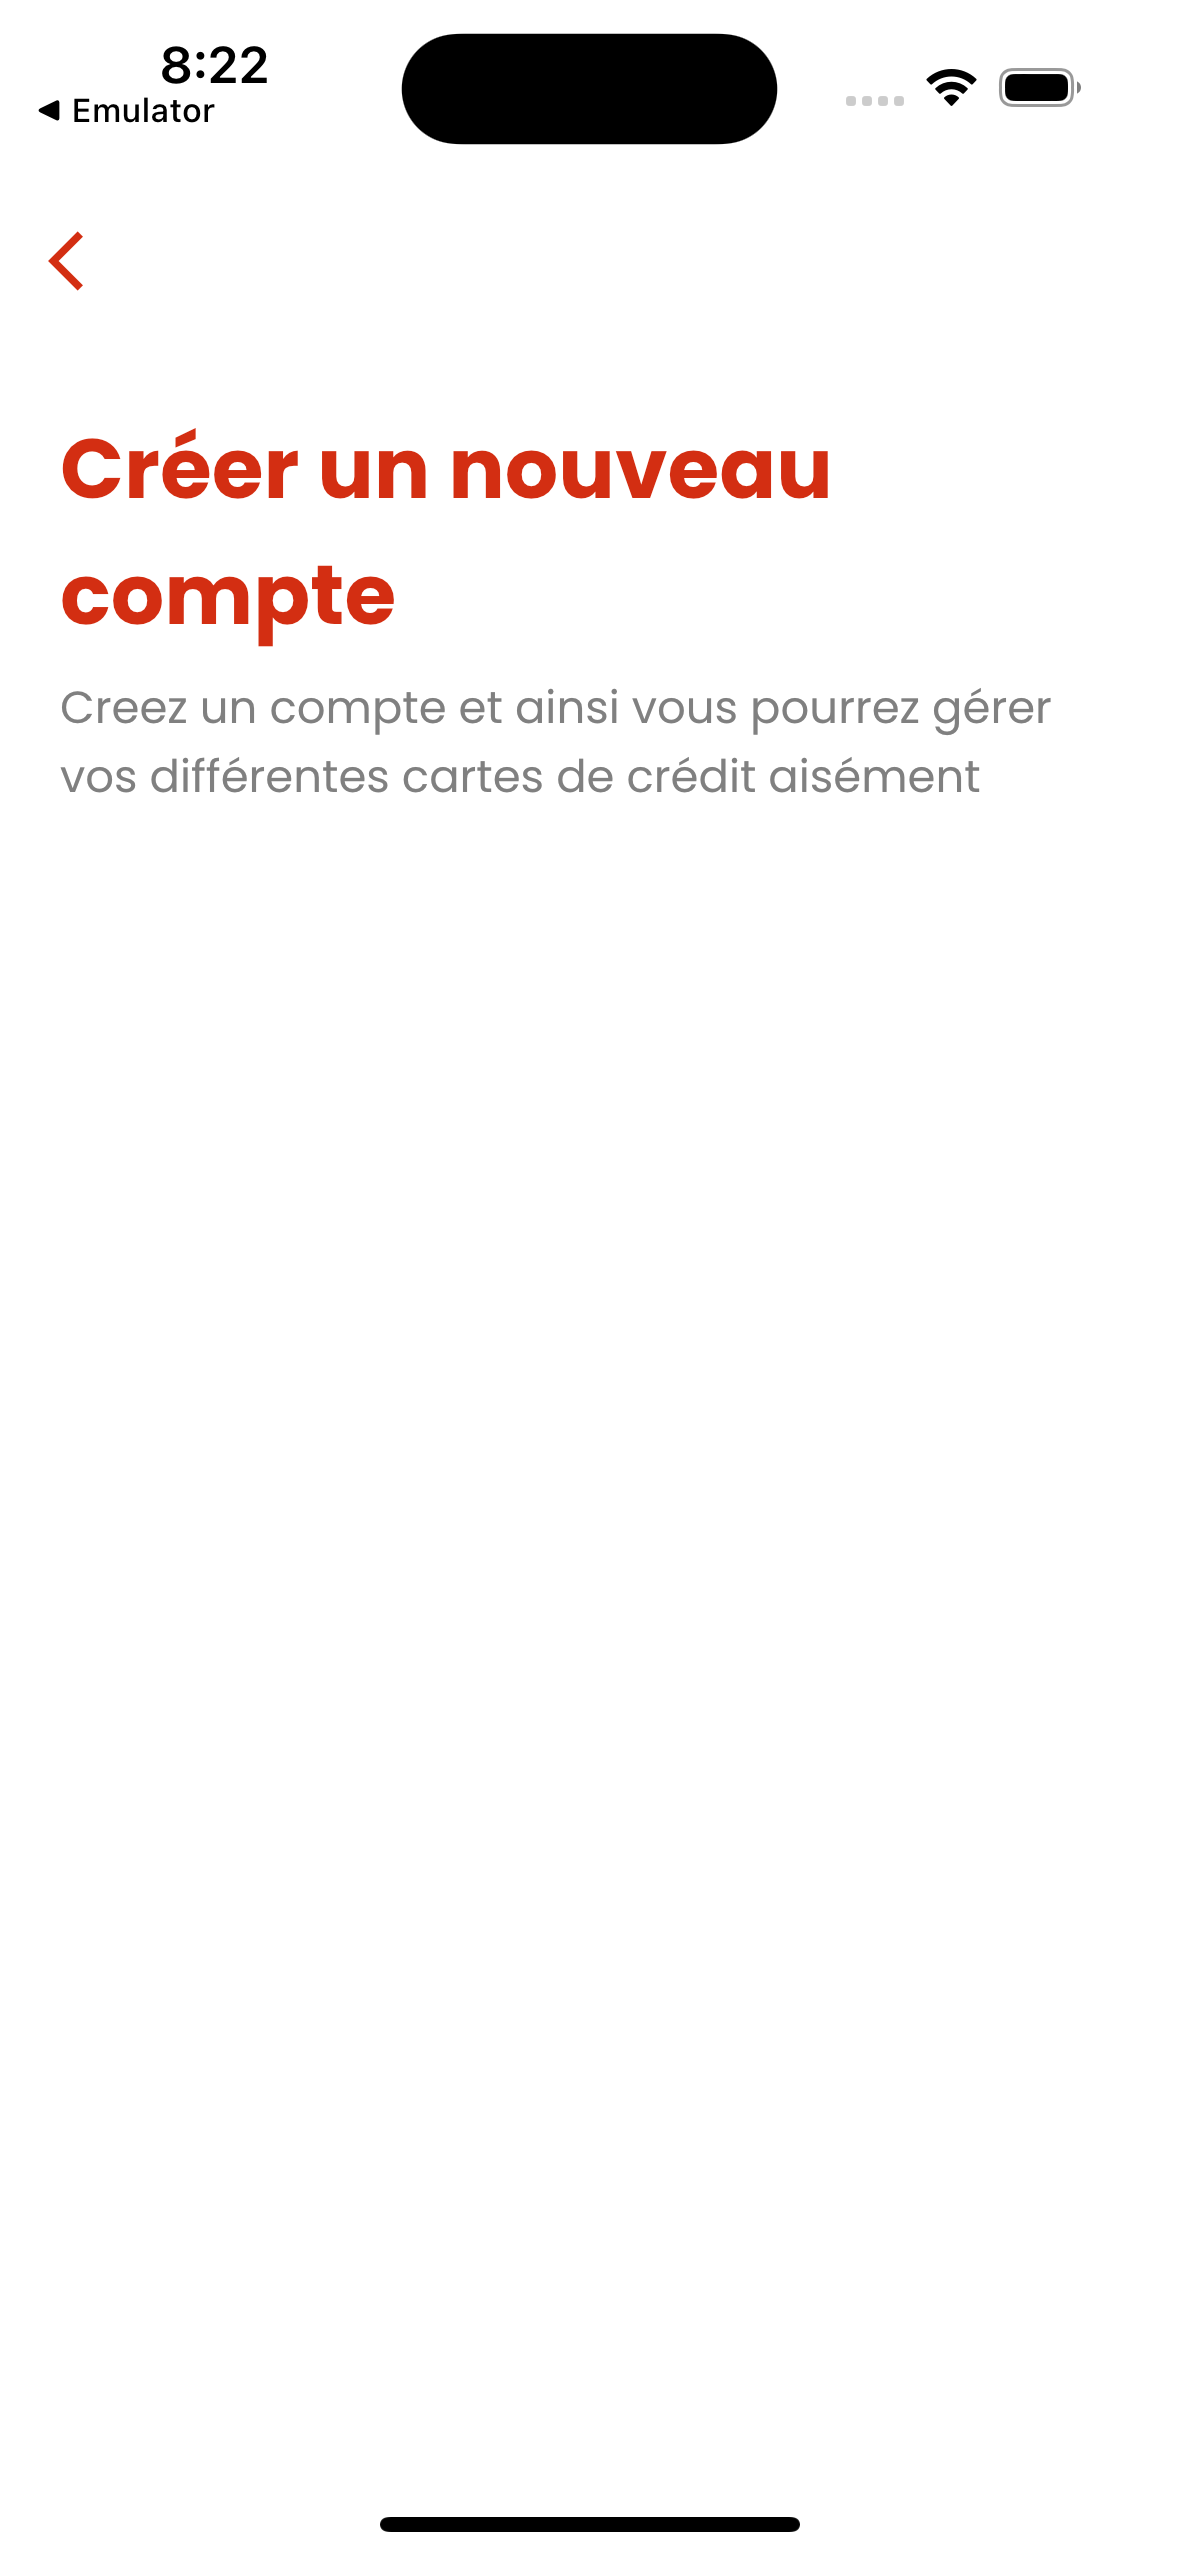 8:22
Emulator
Créer un nouveau
compte
Creez un compte et ainsi vous pourrez gérer
vos différentes cartes de crédit aisément